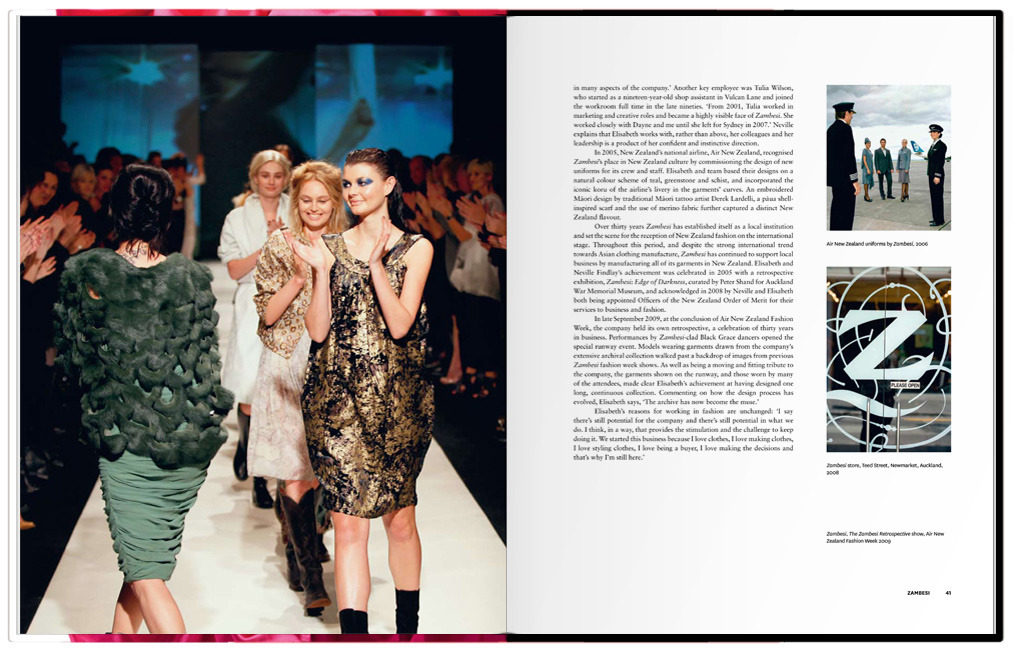 in many aspects of the company.' Another key employee was Tulia Wilson,
who started as a nineteen-year-old shop assistant in Vulcan Lane and joined
the workroom full time in the late nineties. 'From 2001, Tulia worked in
marketing and creative roles and became a highly visible face of Zambesi. She
worked closely with Dayne and me until she left for Sydney in 2007.' Neville
explains that Elisabeth works with, rather than above, her colleagues and her
leadership is a product of her confident and instinctive direction.
In 2005, New Zealand's national airline, Air New Zealand, recognised
Zambesi's place in New Zealand culture by commissioning the design of new
uniforms for its crew and staff. Elisabeth and team based their designs on a
natural colour scheme of teal, greenstone and schist, and incorporated the
iconic koru of the airline's livery in the garments' curves. An embroidered
Māori design by traditional Māori tattoo artist Derek Lardelli, a pāua shell-
inspired scarf and the use of merino fabric further captured a distinct New
Zealand flavour.
Over thirty years Zambesi has established itself as a local institution
and set the scene for the reception of New Zealand fashion on the international
stage. Throughout this period, and despite the strong international trend
towards Asian clothing manufacture, Zambesi has continued to support local
business by manufacturing all of its garments in New Zealand. Elisabeth and
Neville Findlay's achievement was celebrated in 2005 with a retrospective
exhibition, Zambesi: Edge of Darkness, curated by Peter Shand for Auckland
War Memorial Museum, and acknowledged in 2008 by Neville and Elisabeth
both being appointed Officers of the New Zealand Order of Merit for their
services to business and fashion.
In late September 2009, at the conclusion of Air New Zealand Fashion
Week, the company held its own retrospective, a celebration of thirty years
in business. Performances by Zambesi-clad Black Grace dancers opened the
special runway event. Models wearing garments drawn from the company's
extensive archival collection walked past a backdrop of images from previous
Zambesi fashion week shows. As well as being a moving and fitting tribute to
the company, the garments shown on the runway, and those worn by many
of the attendees, made clear Elisabeth's achievement at having designed one
long, continuous collection. Commenting on how the design process has
evolved, Elisabeth says, 'The archive has now become the muse.'
Elisabeth's reasons for working in fashion are unchanged: 'I say
there's still potential for the company and there's still potential in what we
do. I think, in a way, that provides the stimulation and the challenge to keep
doing it. We started this business because I love clothes, I love making clothes,
I love styling clothes, I love being a buyer, I love making the decisions and
that's why I'm still here.'
Air New Zealand uniforms by Zambesi, 2006
Z
PLEASE OPEN
Zambesi store, Teed Street, Newmarket, Auckland,
2008
Zambesi, The Zambesi Retrospective show, Air New
Zealand Fashion Week 2009
ZAMBESI 41